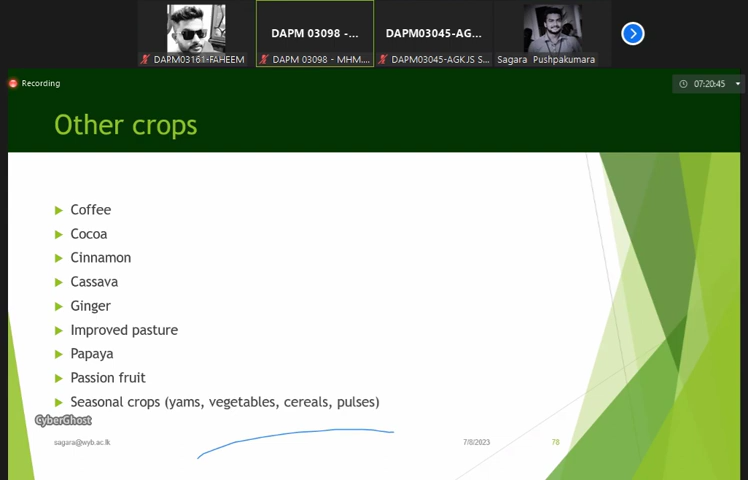 DAPM 03098 -...
DAPM03045-AG...
DAPM03161-FAHEEM
DAPM 03098 - MHM....
DAPM03045-AGKJS S...
Sagara Pushpakumara
Recording
07:20:45
Other crops
Coffee
Cocoa
Cinnamon
Cassava
Ginger
Improved pasture
Papaya
Passion fruit
Seasonal crops (yams, vegetables, cereals, pulses)
CyberGhost
sagara@wyb.ac.lk
7/8/2023
78